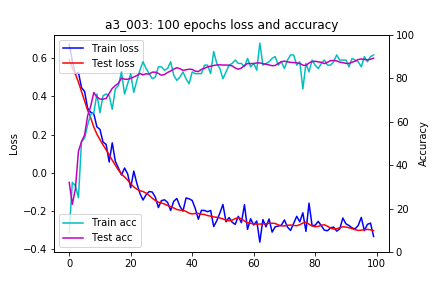 a3_003: 100 epochs loss and accuracy
Train loss
Test loss
Train acc
Test acc
Loss
0.6
0.4
0.2
0.0
−0.2
−0.4
100
80
60
40
20
0
Accuracy
0
20
40
60
80
100